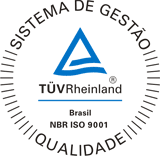 SISTEMA DE GESTÃO
TÜVRheinland®
Brasil
NBR ISO 9001
QUALIDADE